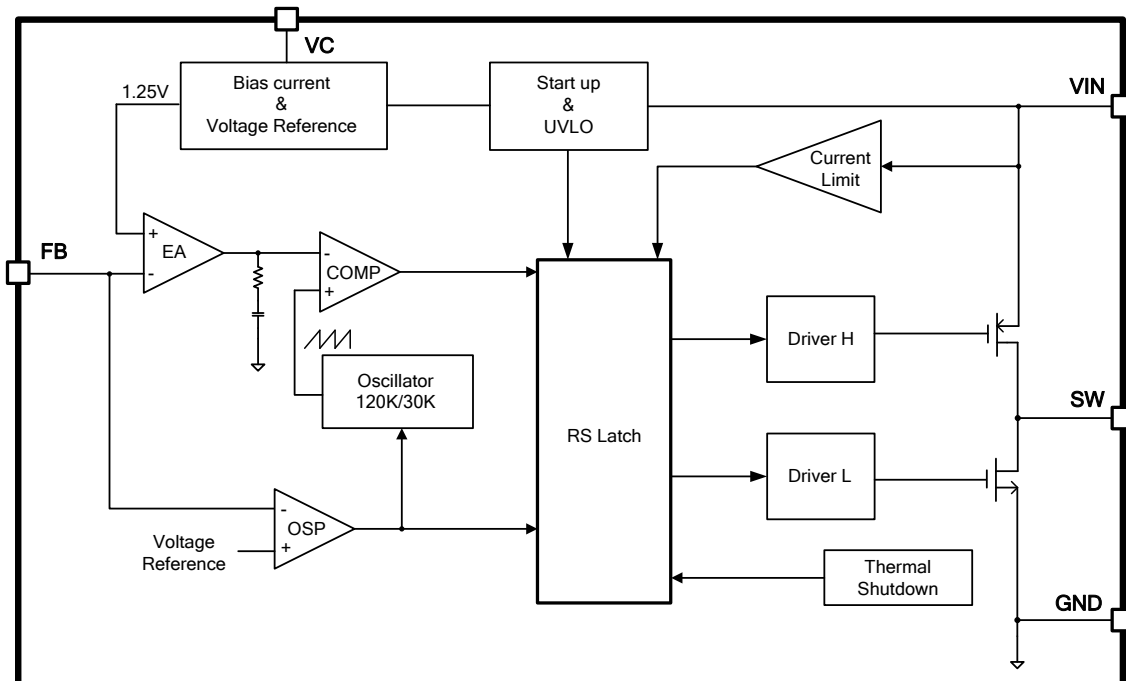 VC
1.25V
Bias current
&
Voltage Reference
Start up
&
UVLO
VIN
Current
Limit
FB
+
EA
-
-
COMP
+
Oscillator
120K/30K
RS Latch
Driver H
SW
Driver L
-
OSP
+
Voltage
Reference
Thermal
Shutdown
GND